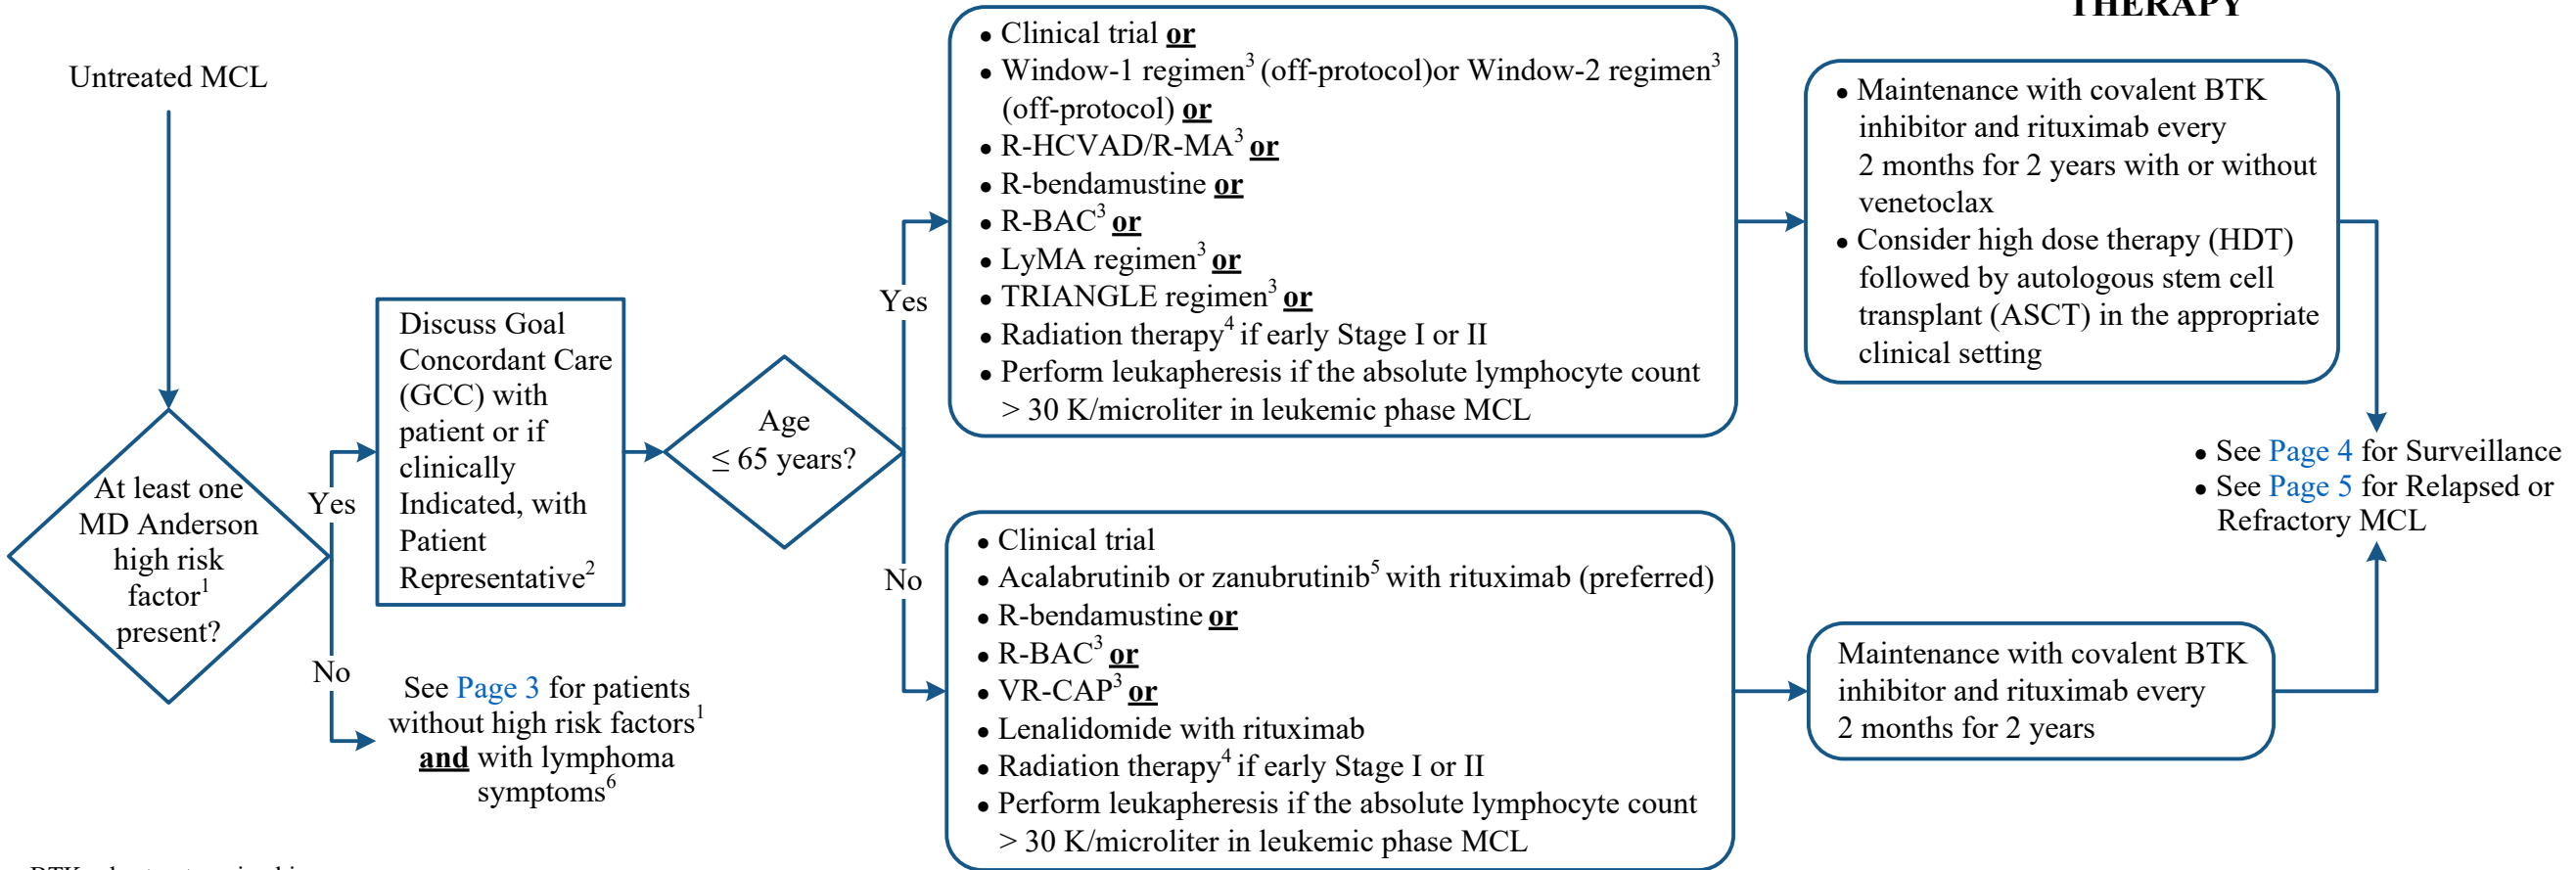 THERAPY
Untreated MCL
At least one
MD Anderson
high risk
factor1
present?
Yes
No
Discuss Goal
Concordant Care
(GCC) with
patient or if
clinically
Indicated, with
Patient
Representative2
See Page 3 for patients
without high risk factors1
and with lymphoma
symptoms6
Age
≤ 65 years?
Yes
No
• Clinical trial or
• Window-1 regimen3 (off-protocol)or Window-2 regimen3
(off-protocol) or
• R-HCVAD/R-MA3 or
• R-bendamustine or
• R-BAC3 or
• LyMA regimen3 or
• TRIANGLE regimen3 or
• Radiation therapy4 if early Stage I or II
• Perform leukapheresis if the absolute lymphocyte count
> 30 K/microliter in leukemic phase MCL
• Clinical trial
• Acalabrutinib or zanubrutinib5 with rituximab (preferred)
• R-bendamustine or
• R-BAC3 or
• VR-CAP3 or
• Lenalidomide with rituximab
• Radiation therapy4 if early Stage I or II
• Perform leukapheresis if the absolute lymphocyte count
> 30 K/microliter in leukemic phase MCL
• Maintenance with covalent BTK
inhibitor and rituximab every
2 months for 2 years with or without
venetoclax
• Consider high dose therapy (HDT)
followed by autologous stem cell
transplant (ASCT) in the appropriate
clinical setting
Maintenance with covalent BTK
inhibitor and rituximab every
2 months for 2 years
• See Page 4 for Surveillance
• See Page 5 for Relapsed or
Refractory MCL